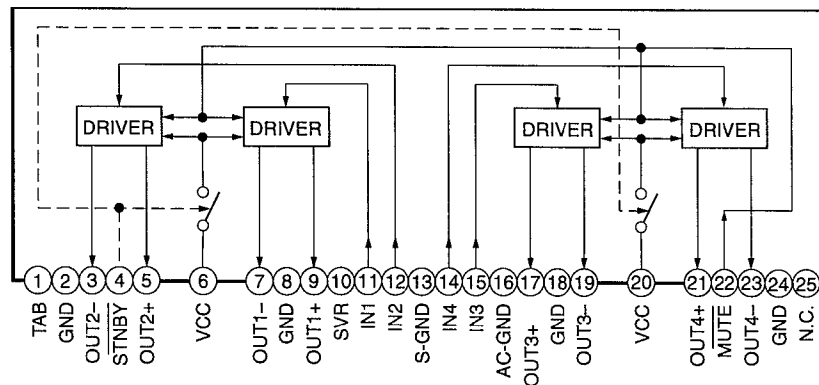 DRIVER
DRIVER
DRIVER
DRIVER
1 2 3 4 5 6 7 8 9 10 11 12 13 14 15 16 17 18 19 20 21 22 23 24 25
TAB
GND
OUT2–
STNBY
OUT2+
VCC
OUT1–
GND
OUT1+
SVR
IN1
IN2
S-GND
IN4
IN3
AC-GND
OUT3+
GND
OUT3–
VCC
OUT4+
MUTE
OUT4–
GND
N.C.